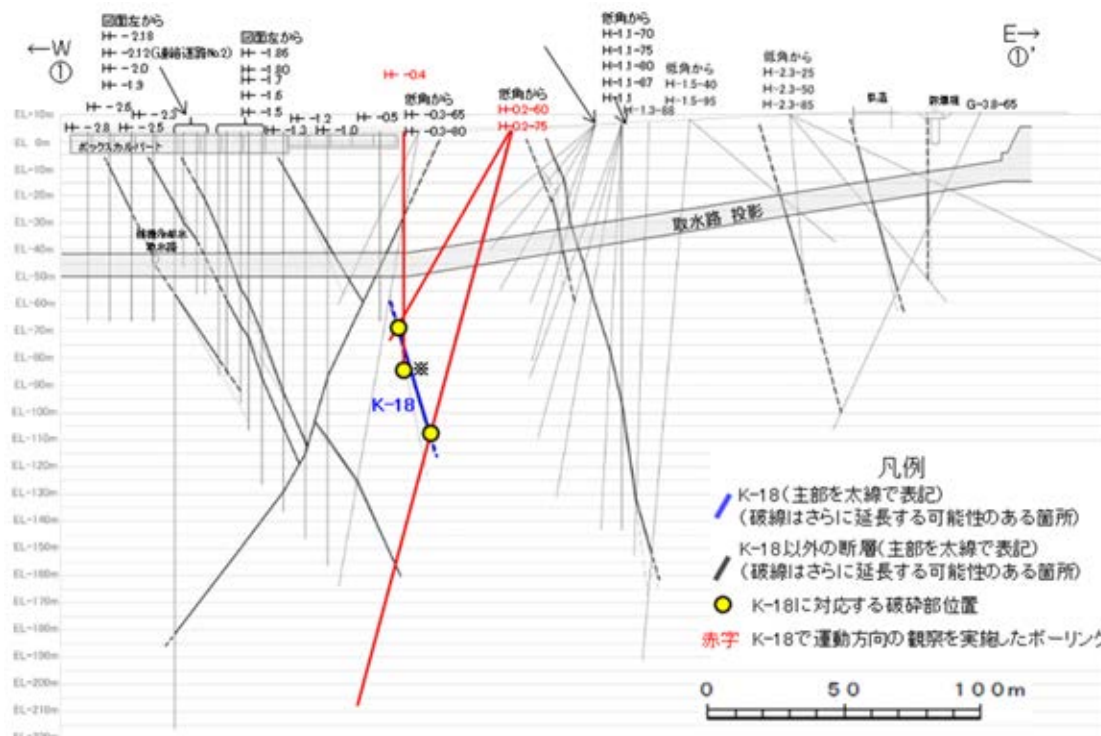 ←W
①
図面左から
H- -2.18
H- -2.12(G連絡道路No.2)
H- -2.0
H- -1.9
図面左から
H- -1.86
H- -1.80
H- -1.7
H- -1.6
H- -1.5
H- -0.4
低角から
H- -0.3-65
H- -0.3-80
低角から
H-0.2-60
H-0.2-75
低角から
H-1.1-70
H-1.1-75
H-1.1-80
H-1.1-87
H-1.1
低角から
H-1.5-40
H-1.5-95
低角から
H-2.3-25
H-2.3-50
H-2.3-85
E→
①'
H- -2.6
H- -2.3
H- -2.8
H- -2.5
H- -1.3
H- -1.2
H- -1.0
H- -0.5
H-1.3-88
G-3.8-65
ボックスカルバート
取水路 投影
EL+10m
EL 0m
EL-10m
EL-20m
EL-30m
EL-40m
EL-50m
EL-60m
EL-70m
EL-80m
EL-90m
EL-100m
EL-110m
EL-120m
EL-130m
EL-140m
EL-150m
EL-160m
EL-170m
EL-180m
EL-190m
EL-200m
EL-210m
※
K-18
凡例
K-18(主部を太線で表記)
(破線はさらに延長する可能性のある箇所)
K-18以外の断層(主部を太線で表記)
(破線はさらに延長する可能性のある箇所)
K-18に対応する破砕部位置
赤字 K-18で運動方向の観察を実施したボーリング
0 50 100m